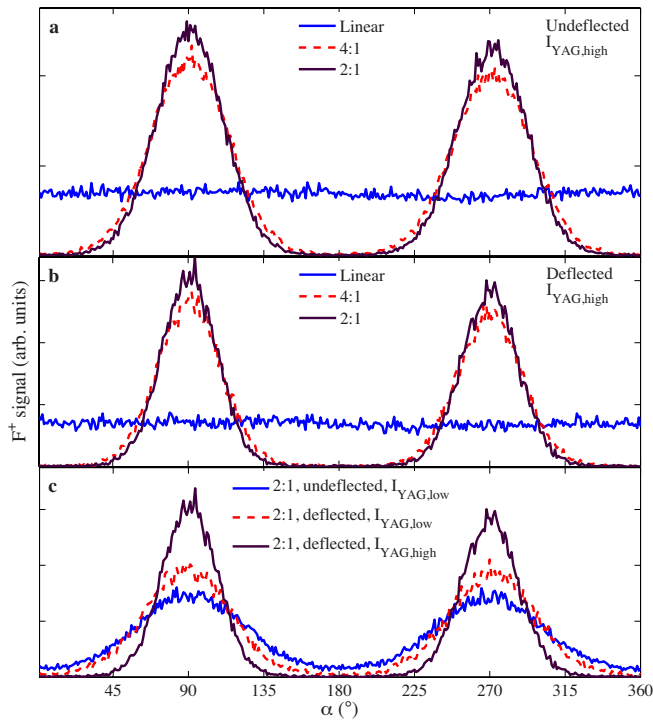 a
Linear
4:1
2:1
Undeflected
I_YAG,high
b
Linear
4:1
2:1
Deflected
I_YAG,high
F⁺ signal (arb. units)
c
2:1, undeflected, I_YAG,low
2:1, deflected, I_YAG,low
2:1, deflected, I_YAG,high
45 90 135 180 225 270 315 360
α (°)